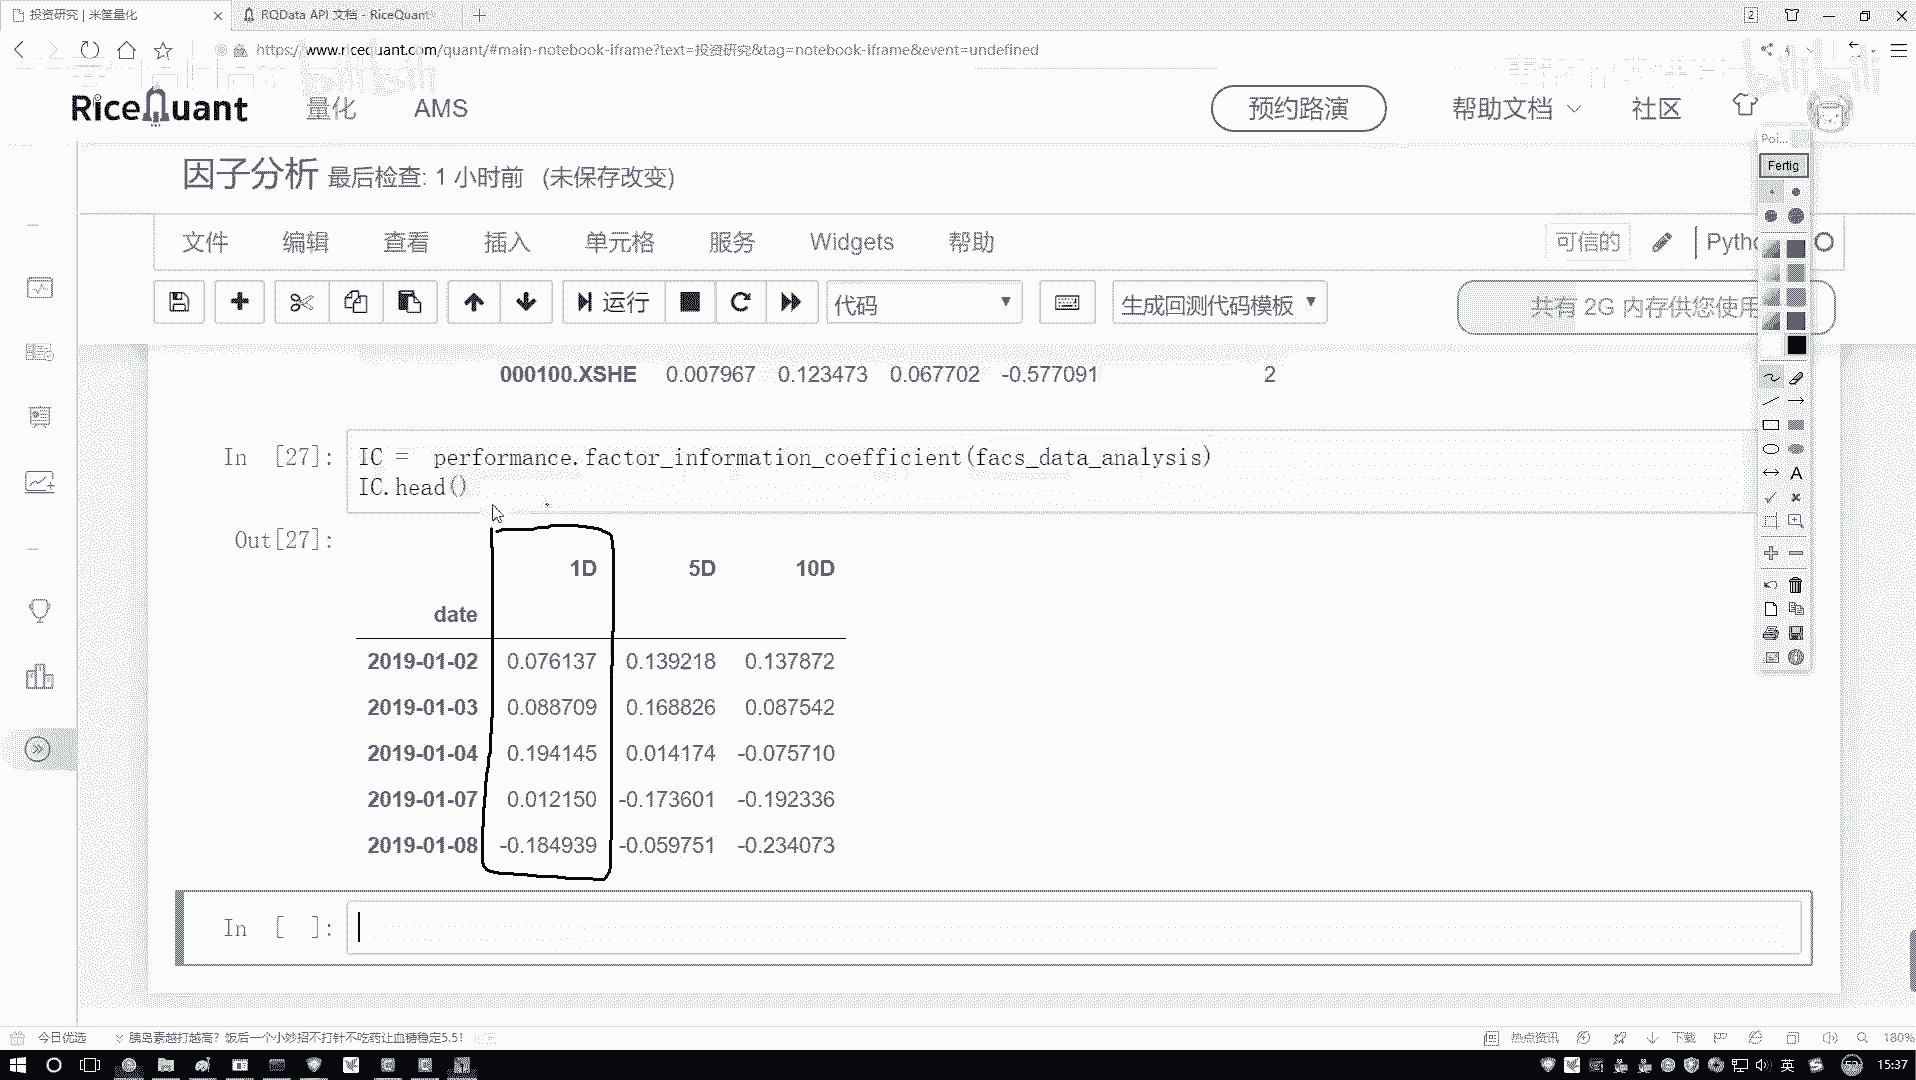 投资研究 | 米筐量化
RQData API 文档 - RiceQuant
2
https://www.ricequant.com/quant/#main-notebook-iframe?text=投资研究&tag=notebook-iframe&event=undefined
RiceQuant 量化 AMS 预约路演 帮助文档 社区
因子分析 最后检查: 1 小时前 (未保存改变)
Poi...
Fertig
文件 编辑 查看 插入 单元格 服务 Widgets 帮助 可信的
运行 代码 生成回测代码模板 共有 2G 内存供您使用
000100.XSHE 0.007967 0.123473 0.067702 -0.577091 2
In [27]: IC = performance.factor_information_coefficient(facs_data_analysis)
IC.head()
Out[27]:
1D 5D 10D
date
2019-01-02 0.076137 0.139218 0.137872
2019-01-03 0.088709 0.168826 0.087542
2019-01-04 0.194145 0.014174 -0.075710
2019-01-07 0.012150 -0.173601 -0.192336
2019-01-08 -0.184939 -0.059751 -0.234073
In [ ]:
今日优选 胰岛素越打越高? 饭后一个小妙招不打针不吃药让血糖稳定5.5! 热点资讯 下载 180%
英 52 15:37